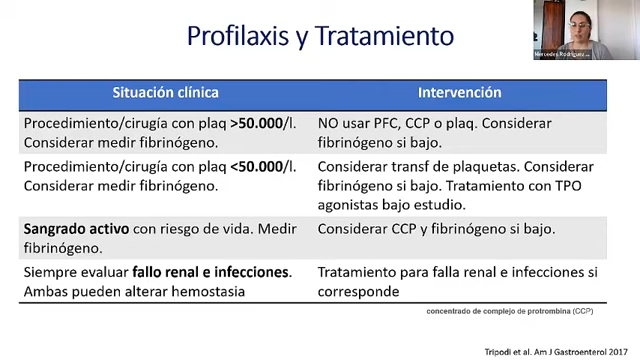 Profilaxis y Tratamiento
Mercedes Rodriguez ...
Situación clínica
Intervención
Procedimiento/cirugía con plaq >50.000/l.
Considerar medir fibrinógeno.
NO usar PFC, CCP o plaq. Considerar
fibrinógeno si bajo.
Procedimiento/cirugía con plaq <50.000/l.
Considerar medir fibrinógeno.
Considerar transf de plaquetas. Considerar
fibrinógeno si bajo. Tratamiento con TPO
agonistas bajo estudio.
Sangrado activo con riesgo de vida. Medir
fibrinógeno.
Considerar CCP y fibrinógeno si bajo.
Siempre evaluar fallo renal e infecciones.
Ambas pueden alterar hemostasia
Tratamiento para falla renal e infecciones si
corresponde
concentrado de complejo de protrombina (CCP)
Tripodi et al. Am J Gastroenterol 2017